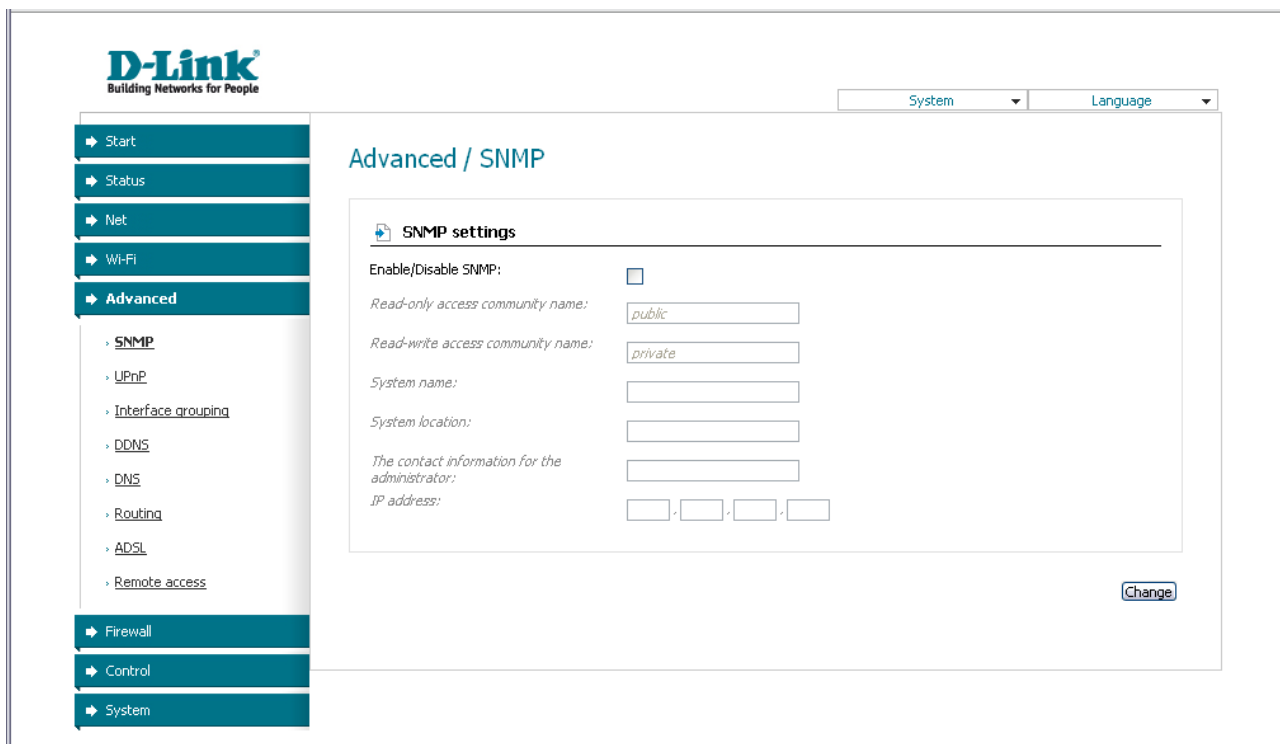 D-Link®
Building Networks for People
System
Language
Start
Status
Net
Wi-Fi
Advanced
SNMP
UPnP
Interface grouping
DDNS
DNS
Routing
ADSL
Remote access
Firewall
Control
System
Advanced / SNMP
SNMP settings
Enable/Disable SNMP:
Read-only access community name: public
Read-write access community name: private
System name:
System location:
The contact information for the
administrator:
IP address: . . .
Change